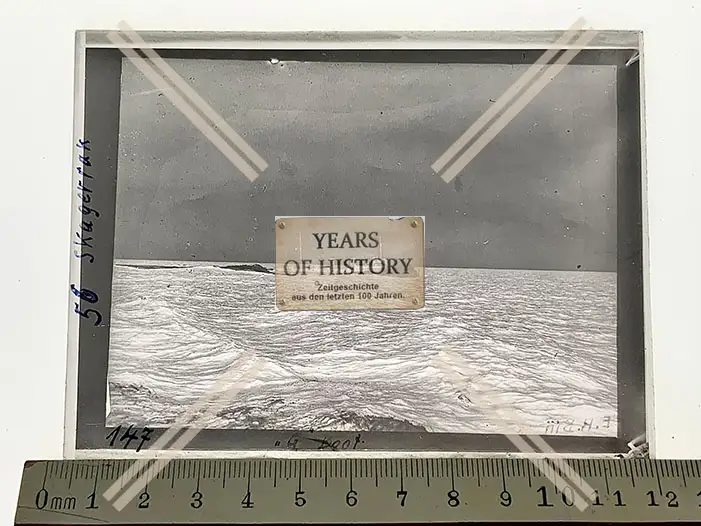 56 Skagerrak
YEARS
OF HISTORY
Zeitgeschichte
aus den letzten 100 Jahren.
147
0mm 1 2 3 4 5 6 7 8 9 10 11 12